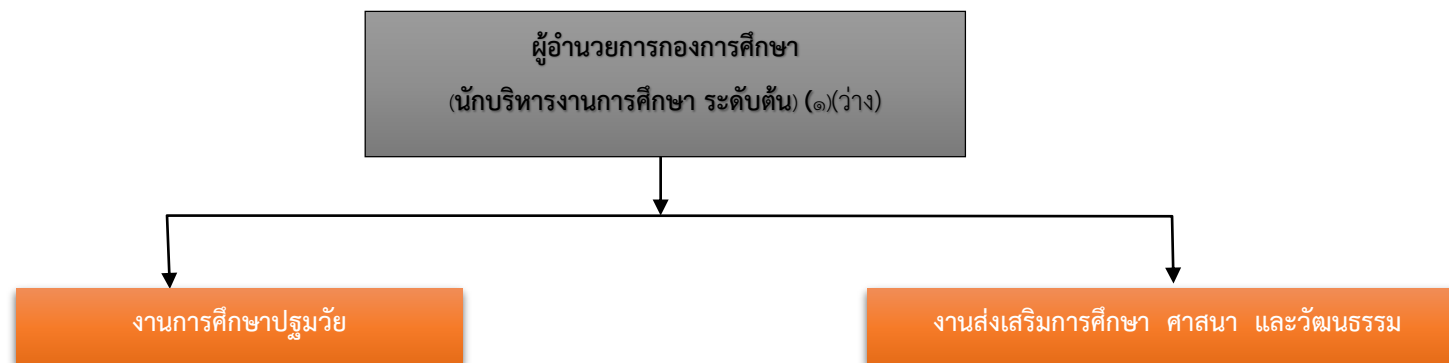 ผู้อำนวยการกองการศึกษา
(นักบริหารงานการศึกษา ระดับต้น) (๑)(ว่าง)
งานการศึกษาปฐมวัย
งานส่งเสริมการศึกษา ศาสนา และวัฒนธรรม